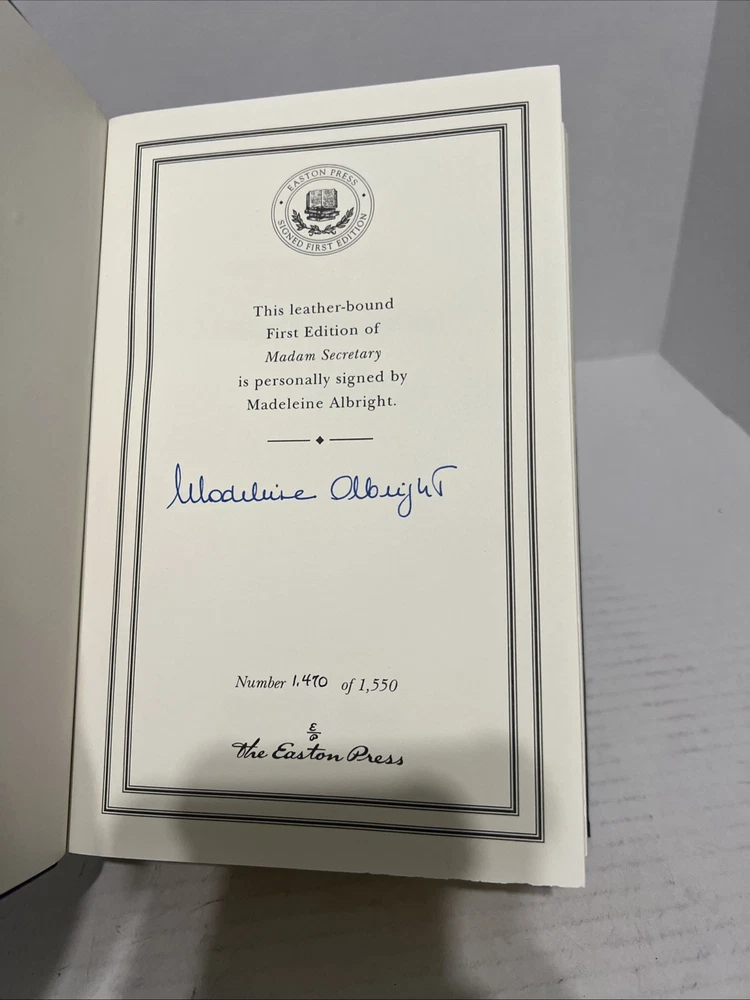 EASTON PRESS
SIGNED FIRST EDITION
This leather-bound
First Edition of
Madam Secretary
is personally signed by
Madeleine Albright.
Madeleine Albright
Number 1,470 of 1,550
E
P
the Easton Press